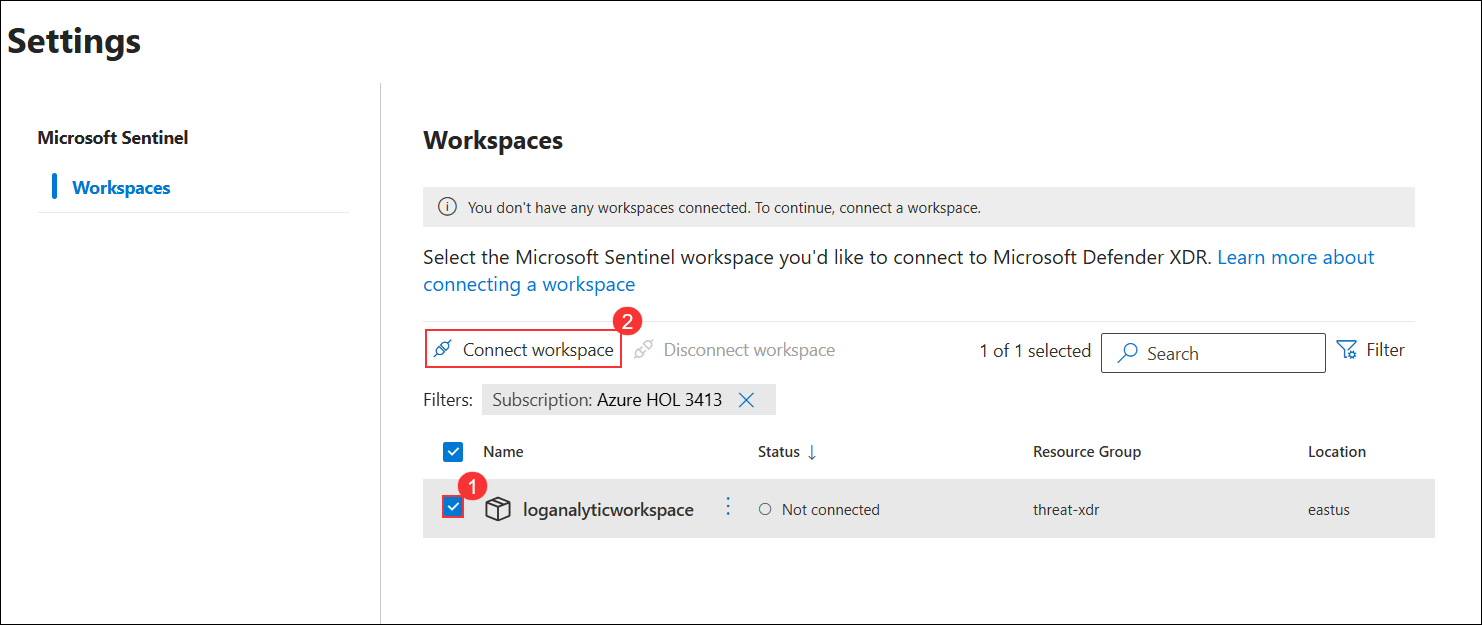 Settings
Microsoft Sentinel
Workspaces
Workspaces
You don't have any workspaces connected. To continue, connect a workspace.
Select the Microsoft Sentinel workspace you'd like to connect to Microsoft Defender XDR. Learn more about
connecting a workspace
2
Connect workspace Disconnect workspace 1 of 1 selected Search Filter
Filters: Subscription: Azure HOL 3413
Name Status Resource Group Location
1
loganalyticworkspace Not connected threat-xdr eastus